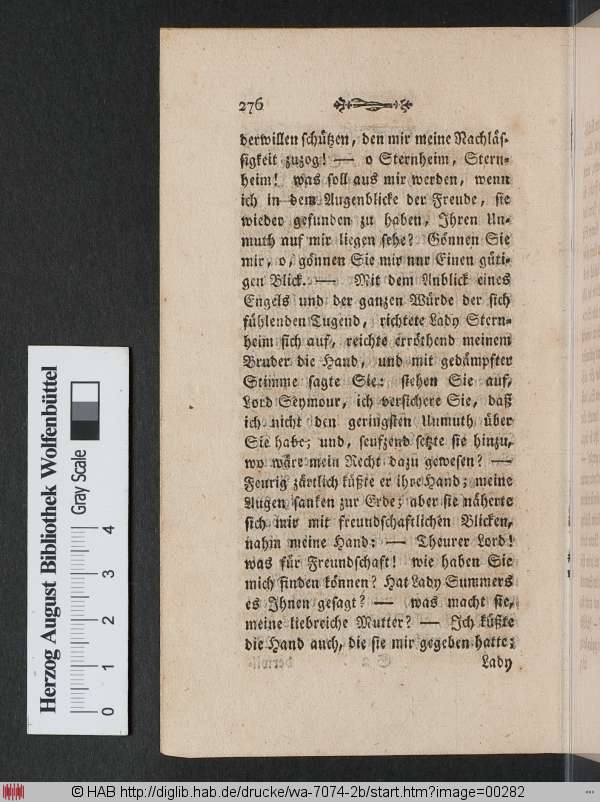 276
derwillen schützen, den mir meine Nachläs-
sigkeit zuzog! — o Sternheim, Stern-
heim! was soll aus mir werden, wenn
ich in dem Augenblicke der Freude, sie
wieder gefunden zu haben, Ihren Un-
muth auf mir liegen sehe? Gönnen Sie
mir, o, gönnen Sie mir nur Einen güti-
gen Blick. — Mit dem Anblick eines
Engels und der ganzen Würde der sich
fühlenden Tugend, richtete Lady Stern-
heim sich auf, reichte erröthend meinem
Bruder die Hand, und mit gedämpfter
Stimme sagte Sie: stehen Sie auf,
Lord Seymour, ich versichere Sie, daß
ich nicht den geringsten Unmuth über
Sie habe; und, seufzend setzte sie hinzu,
wo wäre mein Recht dazu gewesen? —
Feurig zärtlich küßte er ihre Hand; meine
Augen sanken zur Erde; aber sie näherte
sich mir mit freundschaftlichen Blicken,
nahm meine Hand: — Theurer Lord!
was für Freundschaft! wie haben Sie
mich finden können? Hat Lady Summers
es Ihnen gesagt? — was macht sie,
meine liebreiche Mutter? — Ich küßte
die Hand auch, die sie mir gegeben hatte;
Lady
Herzog August Bibliothek Wolfenbüttel
Gray Scale
0 1 2 3 4
© HAB http://diglib.hab.de/drucke/wa-7074-2b/start.htm?image=00282